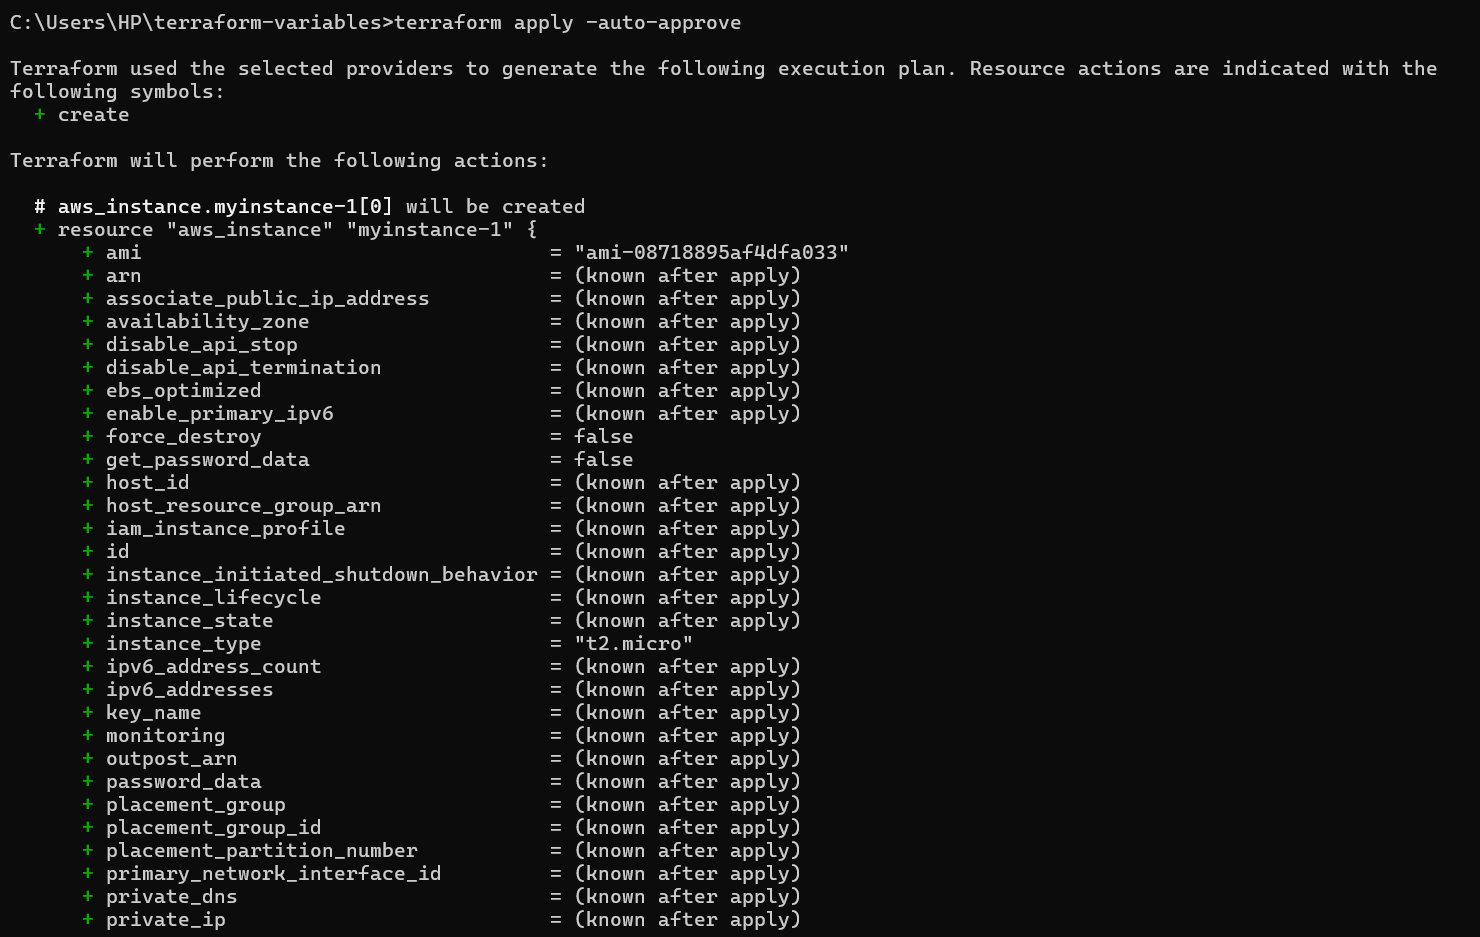 C:\Users\HP\terraform-variables>terraform apply -auto-approve
Terraform used the selected providers to generate the following execution plan. Resource actions are indicated with the
following symbols:
  + create
Terraform will perform the following actions:
  # aws_instance.myinstance-1[0] will be created
  + resource "aws_instance" "myinstance-1" {
      + ami                                  = "ami-08718895af4dfa033"
      + arn                                  = (known after apply)
      + associate_public_ip_address          = (known after apply)
      + availability_zone                    = (known after apply)
      + disable_api_stop                     = (known after apply)
      + disable_api_termination              = (known after apply)
      + ebs_optimized                        = (known after apply)
      + enable_primary_ipv6                  = (known after apply)
      + force_destroy                        = false
      + get_password_data                    = false
      + host_id                              = (known after apply)
      + host_resource_group_arn              = (known after apply)
      + iam_instance_profile                 = (known after apply)
      + id                                   = (known after apply)
      + instance_initiated_shutdown_behavior = (known after apply)
      + instance_lifecycle                   = (known after apply)
      + instance_state                       = (known after apply)
      + instance_type                        = "t2.micro"
      + ipv6_address_count                   = (known after apply)
      + ipv6_addresses                       = (known after apply)
      + key_name                             = (known after apply)
      + monitoring                           = (known after apply)
      + outpost_arn                          = (known after apply)
      + password_data                        = (known after apply)
      + placement_group                      = (known after apply)
      + placement_group_id                   = (known after apply)
      + placement_partition_number           = (known after apply)
      + primary_network_interface_id         = (known after apply)
      + private_dns                          = (known after apply)
      + private_ip                           = (known after apply)